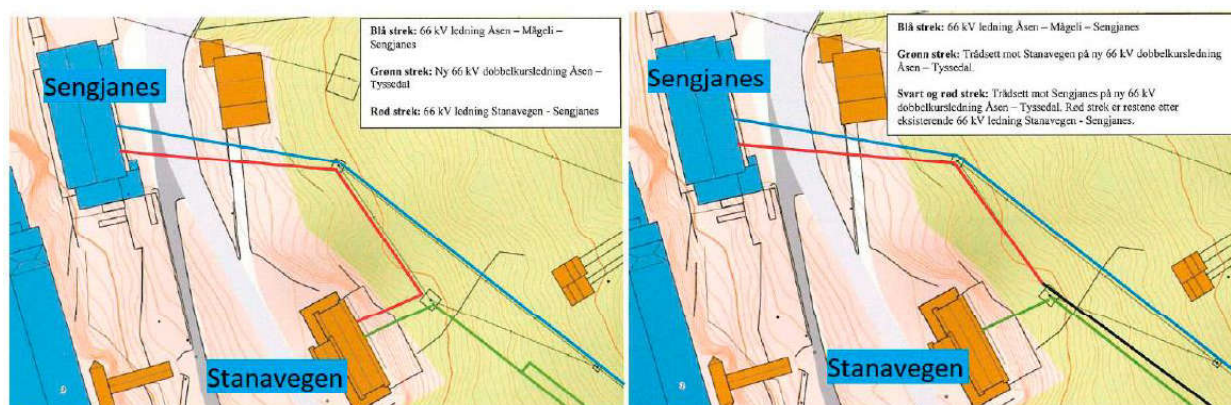 Blå strek: 66 kV ledning Åsen – Mågeli –
Sengjanes
Grønn strek: Ny 66 kV dobbelkursledning Åsen –
Tyssedal
Rød strek: 66 kV ledning Stanavegen - Sengjanes
Sengjanes
Stanavegen
Blå strek: 66 kV ledning Åsen – Mågeli – Sengjanes
Grønn strek: Trådsett mot Stanavegen på ny 66 kV dobbelkursledning
Åsen – Tyssedal.
Svart og rød strek: Trådsett mot Sengjanes på ny 66 kV
dobbelkursledning Åsen – Tyssedal. Rød strek er restene etter
eksisterende 66 kV ledning Stanavegen - Sengjanes.
Sengjanes
Stanavegen